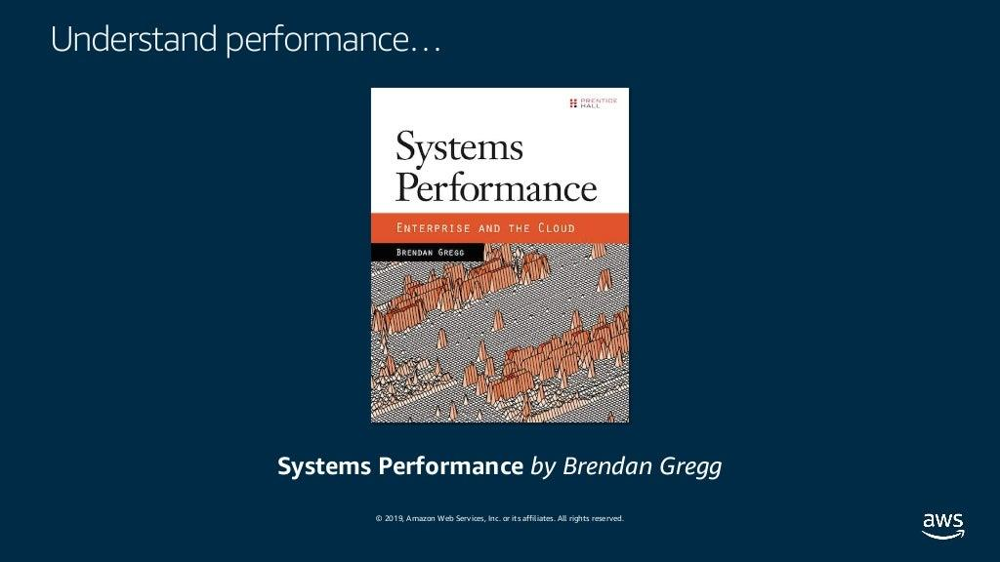 Understand performance…
PRENTICE
HALL
Systems
Performance
Enterprise and the Cloud
Brendan Gregg
Systems Performance by Brendan Gregg
© 2019, Amazon Web Services, Inc. or its affiliates. All rights reserved.
aws